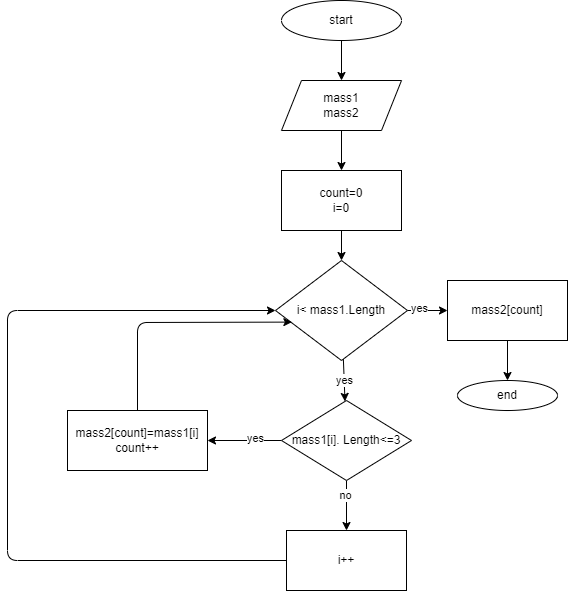 start
mass1
mass2
count=0
i=0
i< mass1.Length
yes
mass2[count]
yes
end
mass2[count]=mass1[i]
count++
yes
mass1[i]. Length<=3
no
i++